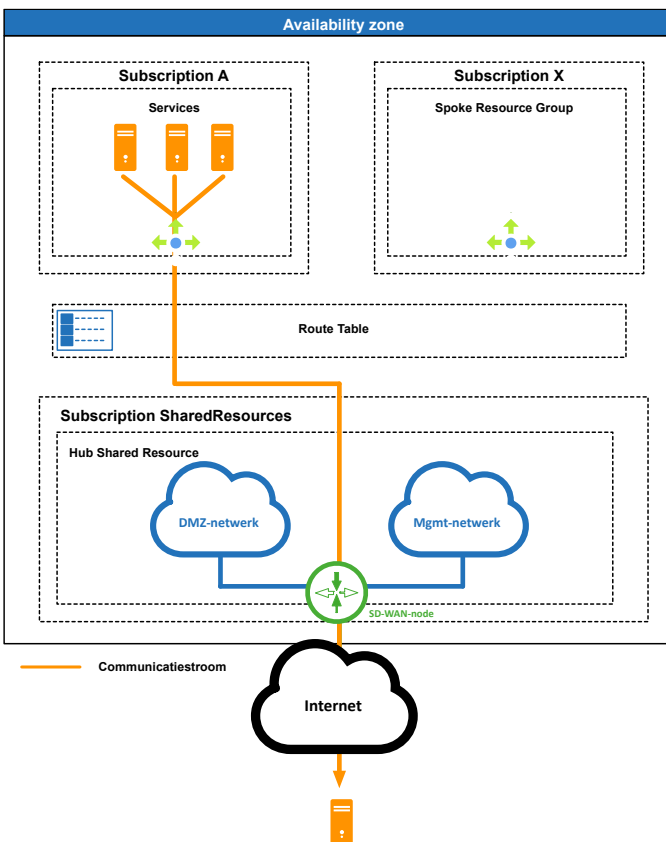 Availability zone
Subscription A
Subscription X
Services
Spoke Resource Group
Route Table
Subscription SharedResources
Hub Shared Resource
DMZ-netwerk
Mgmt-netwerk
SD-WAN-node
Communicatiestroom
Internet